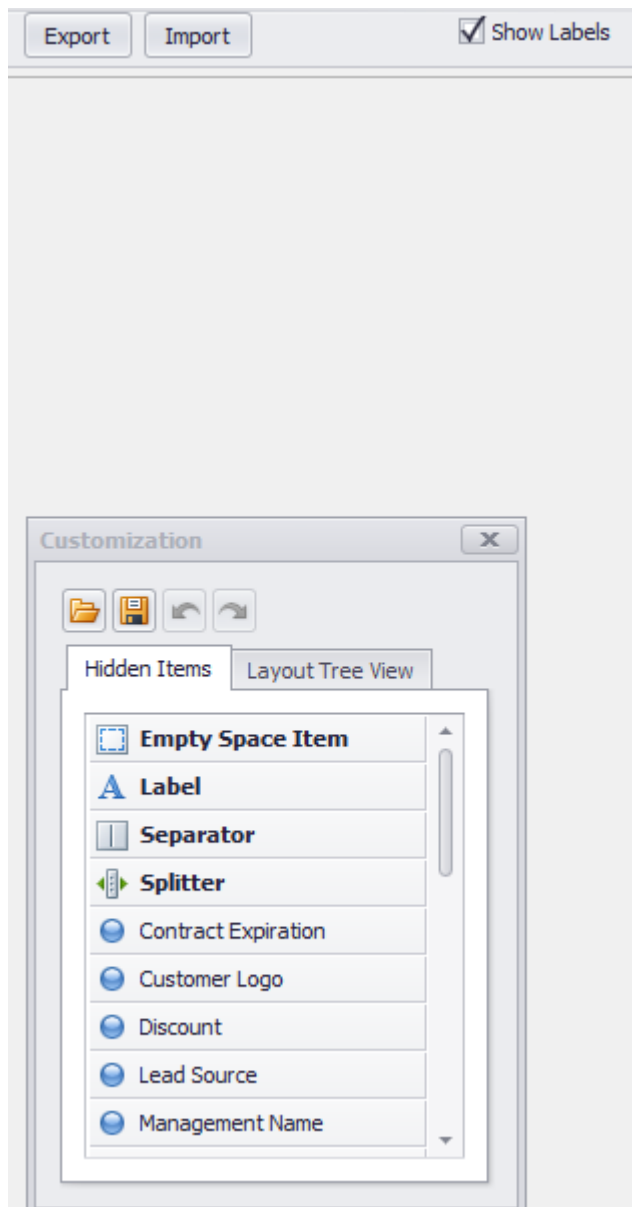 Export
Import
Show Labels
Customization
Hidden Items
Layout Tree View
Empty Space Item
Label
Separator
Splitter
Contract Expiration
Customer Logo
Discount
Lead Source
Management Name